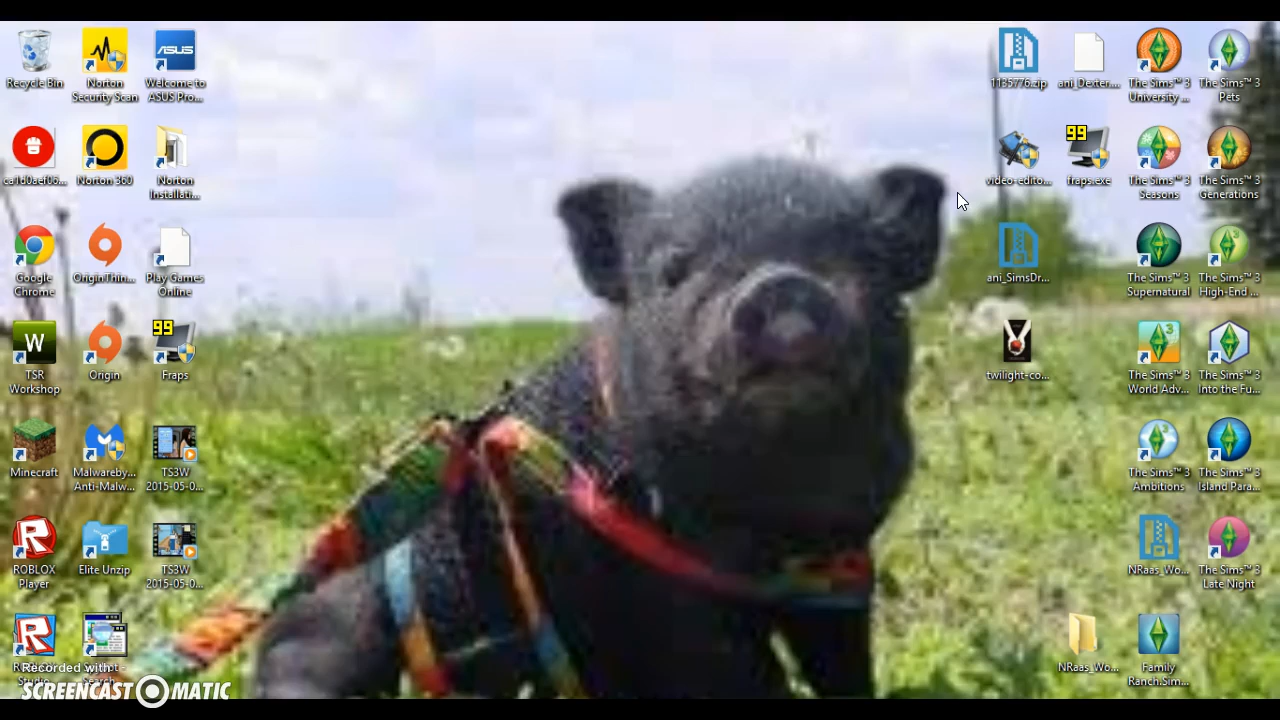 Recycle Bin
Norton
Security Scan
Welcome to
ASUS Pro...
ASUS
Norton 360
Norton
Installati...
Google
Chrome
OriginThin...
Play Games
Online
W
TSR
Workshop
Origin
99
Fraps
Minecraft
Malwareby...
Anti-Malw...
TS3W
2015-05-0...
ROBLOX
Player
Elite Unzip
TS3W
2015-05-0...
Recorded with
SCREENCAST MATIC
1135776.zip
ani_Dexter....
The Sims™ 3
University ...
The Sims™ 3
Pets
video-edito...
99
fraps.exe
The Sims™ 3
Seasons
The Sims™ 3
Generations
ani_SimsDr...
The Sims™ 3
Supernatural
The Sims™ 3
High-End ...
twilight-co...
The Sims™ 3
World Adv...
The Sims™ 3
Into the Fu...
The Sims™ 3
Ambitions
The Sims™ 3
Island Para...
NRaas_Wo...
The Sims™ 3
Late Night
NRaas_Wo...
Family
Ranch.Sim...